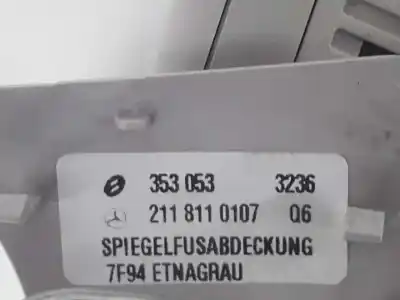 353 053 3236
211 811 0107 Q6
SPIEGELFUSABDECKUNG
7F94 ETNAGRAU